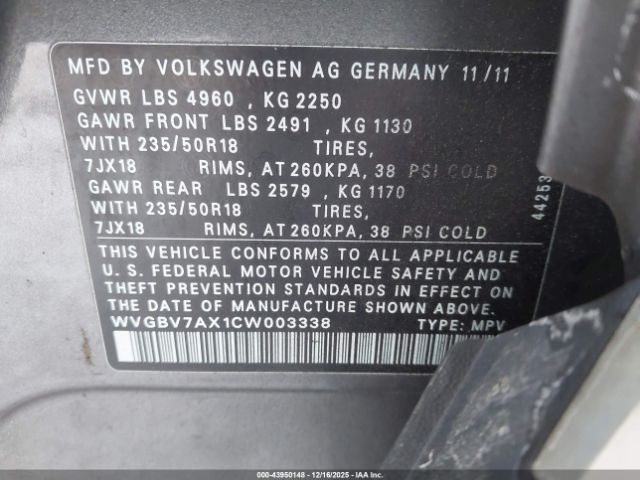 MFD BY VOLKSWAGEN AG GERMANY 11/11
GVWR LBS 4960 , KG 2250
GAWR FRONT LBS 2491 , KG 1130
WITH 235/50R18 TIRES,
7JX18 RIMS, AT 260KPA, 38 PSI COLD
GAWR REAR LBS 2579 , KG 1170
WITH 235/50R18 TIRES,
7JX18 RIMS, AT 260KPA, 38 PSI COLD
THIS VEHICLE CONFORMS TO ALL APPLICABLE
U. S. FEDERAL MOTOR VEHICLE SAFETY AND
THEFT PREVENTION STANDARDS IN EFFECT ON
THE DATE OF MANUFACTURE SHOWN ABOVE.
WVGBV7AX1CW003338 TYPE: MPV
44253
000-43950148 - 12/16/2025 - IAAI.com